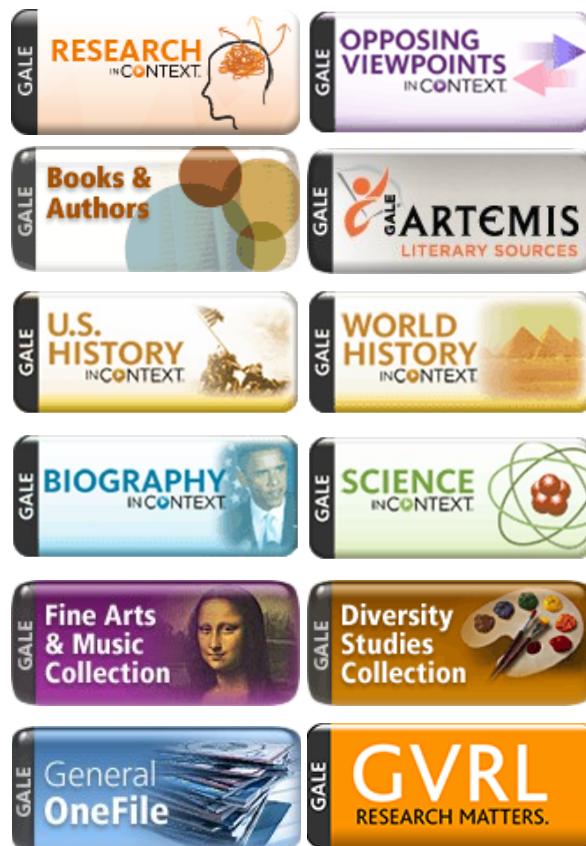 GALE
RESEARCH
IN CONTEXT
GALE
OPPOSING
VIEWPOINTS
IN CONTEXT
GALE
Books &
Authors
GALE
GALE
ARTEMIS
LITERARY SOURCES
GALE
U.S.
HISTORY
IN CONTEXT
GALE
WORLD
HISTORY
IN CONTEXT
GALE
BIOGRAPHY
IN CONTEXT
GALE
SCIENCE
IN CONTEXT
GALE
Fine Arts
& Music
Collection
GALE
Diversity
Studies
Collection
GALE
General
OneFile
GALE
GVRL
RESEARCH MATTERS.